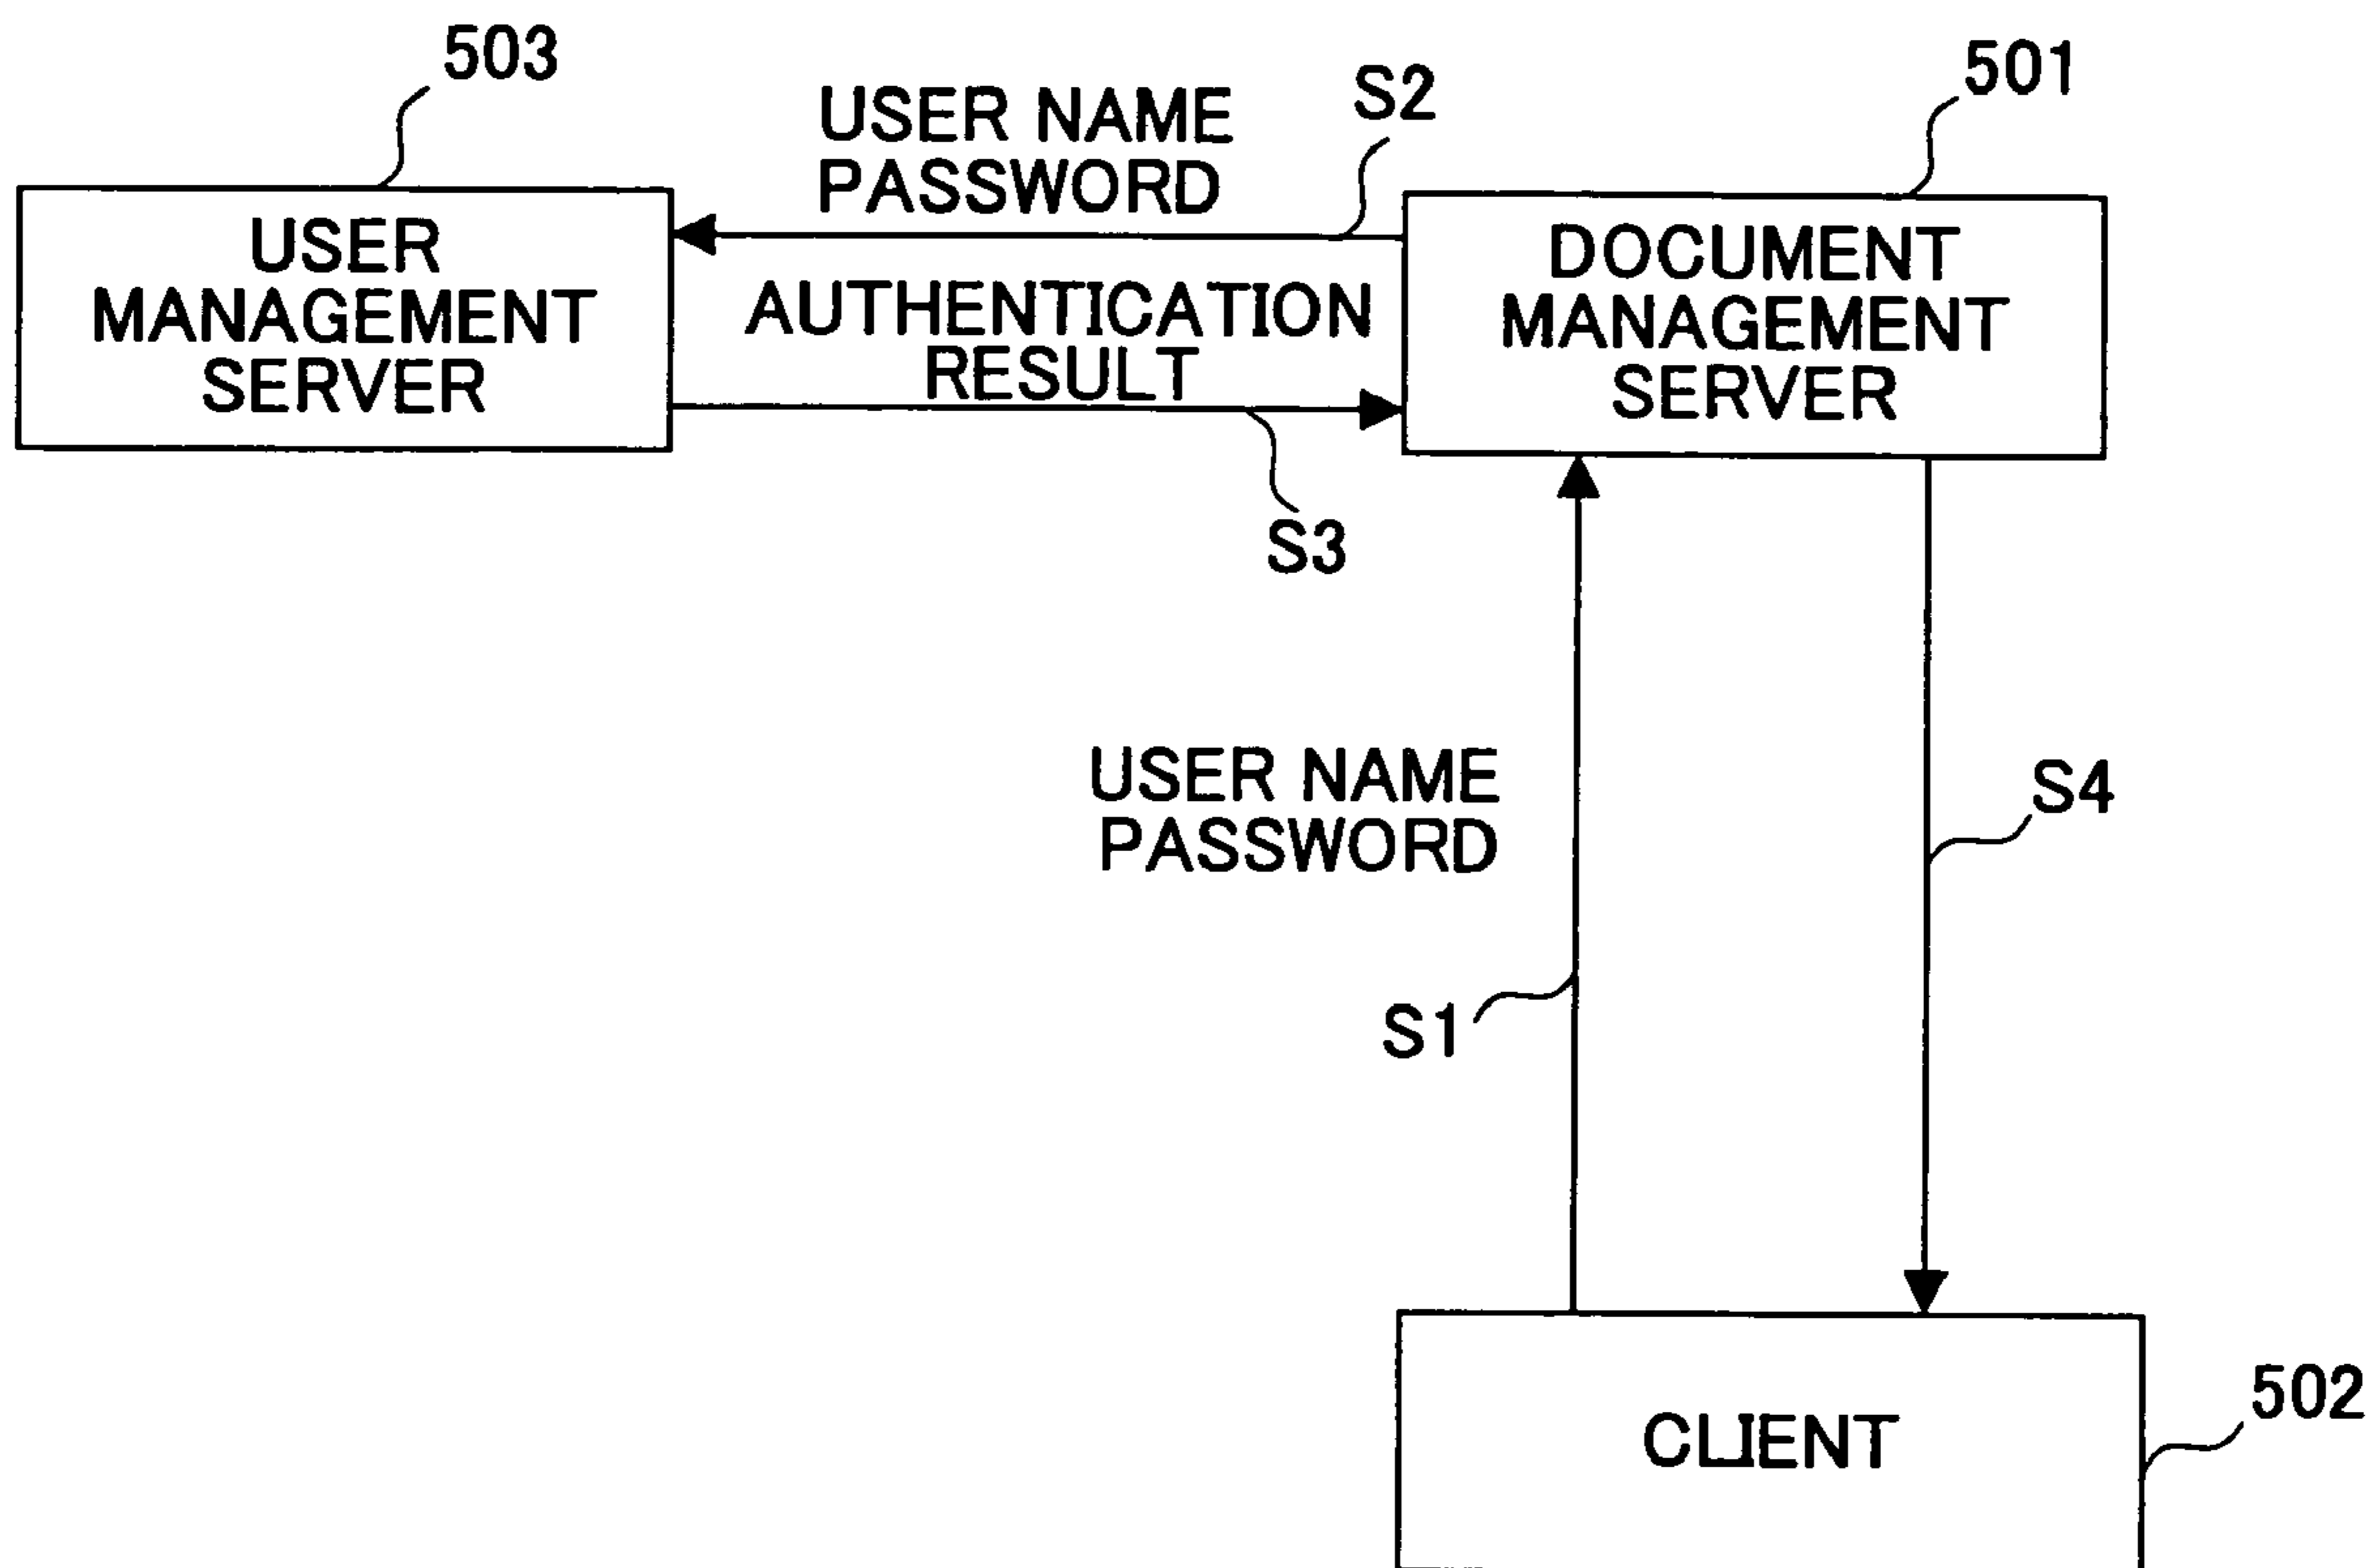 503
501
S2
USER NAME
PASSWORD
USER
MANAGEMENT
SERVER
AUTHENTICATION
RESULT
DOCUMENT
MANAGEMENT
SERVER
S3
USER NAME
PASSWORD
S4
S1
CLIENT
502